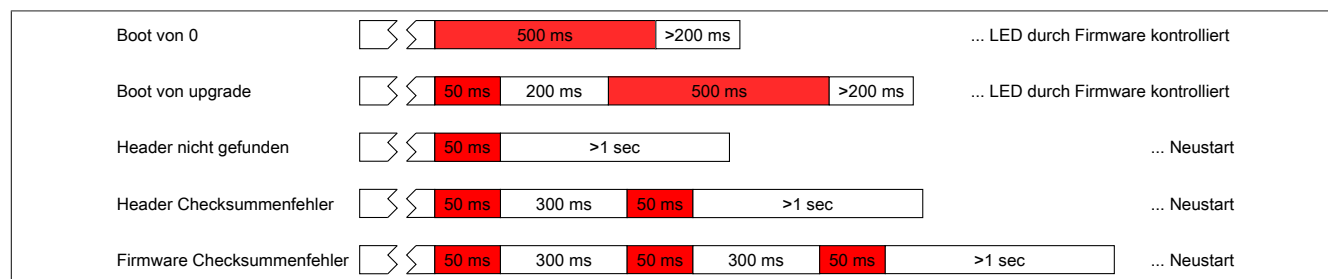 Boot von 0 500 ms >200 ms ... LED durch Firmware kontrolliert
Boot von upgrade 50 ms 200 ms 500 ms >200 ms ... LED durch Firmware kontrolliert
Header nicht gefunden 50 ms >1 sec ... Neustart
Header Checksummenfehler 50 ms 300 ms 50 ms >1 sec ... Neustart
Firmware Checksummenfehler 50 ms 300 ms 50 ms 300 ms 50 ms >1 sec ... Neustart